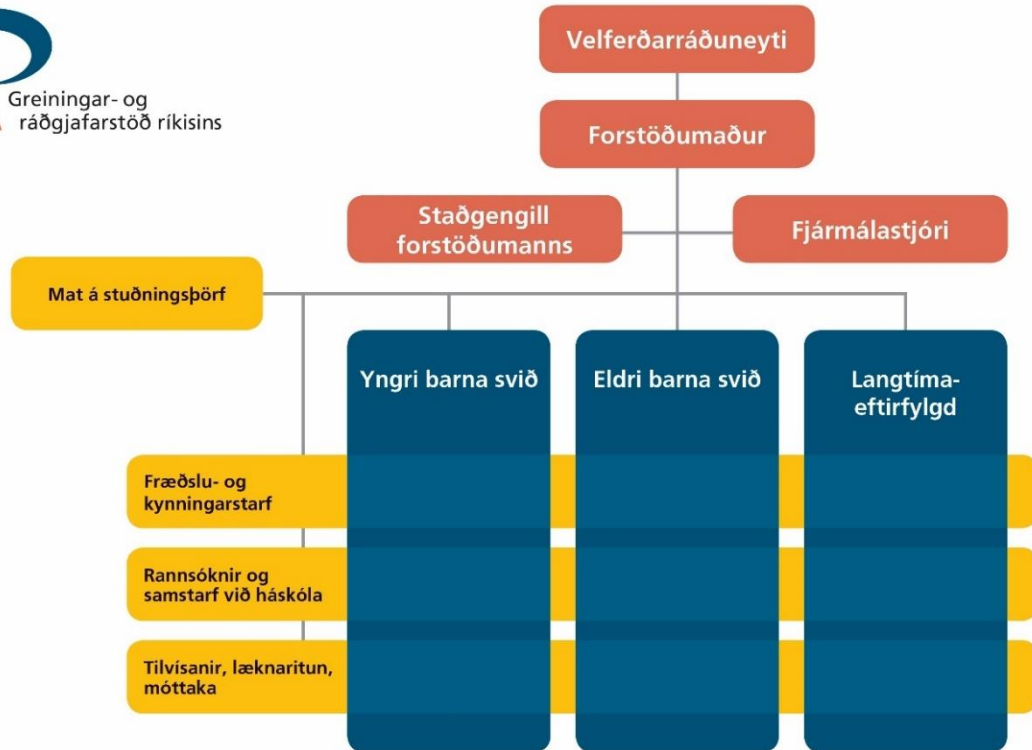 Greiningar- og
ráðgjafarstöð ríkisins
Velferðarráðuneyti
Forstöðumaður
Staðgengill
forstöðumanns
Fjármálastjóri
Mat á stuðningsþörf
Yngri barna svið
Eldri barna svið
Langtíma-
eftirfylgd
Fræðslu- og
kynningarstarf
Rannsóknir og
samstarf við háskóla
Tilvísanir, læknaritun,
móttaka